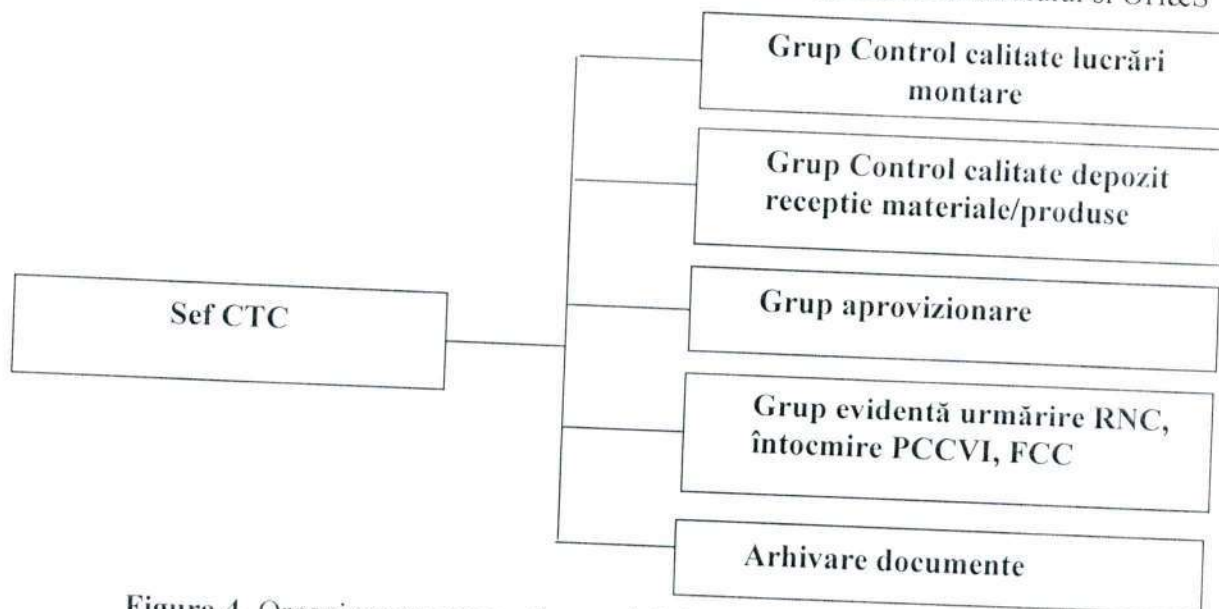 Grup Control calitate lucrări
montare
Grup Control calitate depozit
receptie materiale/produse
Sef CTC
Grup aprovizionare
Grup evidentă urmărire RNC,
întocmire PCCVI, FCC
Arhivare documente
Figura 4.